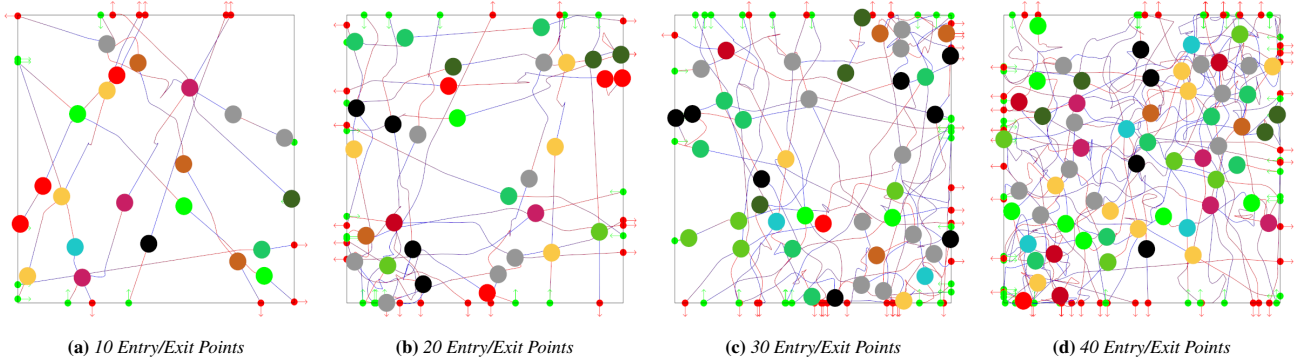 (a) 10 Entry/Exit Points
(b) 20 Entry/Exit Points
(c) 30 Entry/Exit Points
(d) 40 Entry/Exit Points